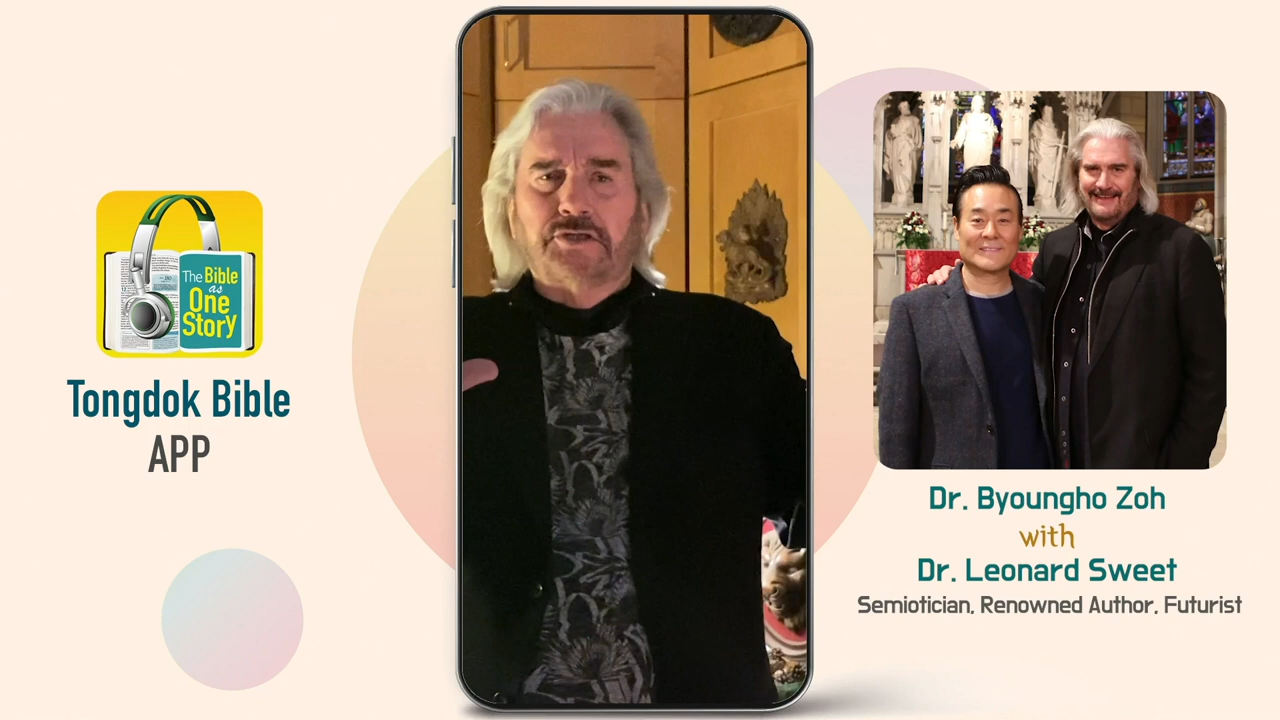 The Bible
as
One
Story
Tongdok Bible
APP
Dr. Byoungho Zoh
with
Dr. Leonard Sweet
Semiotician, Renowned Author, Futurist